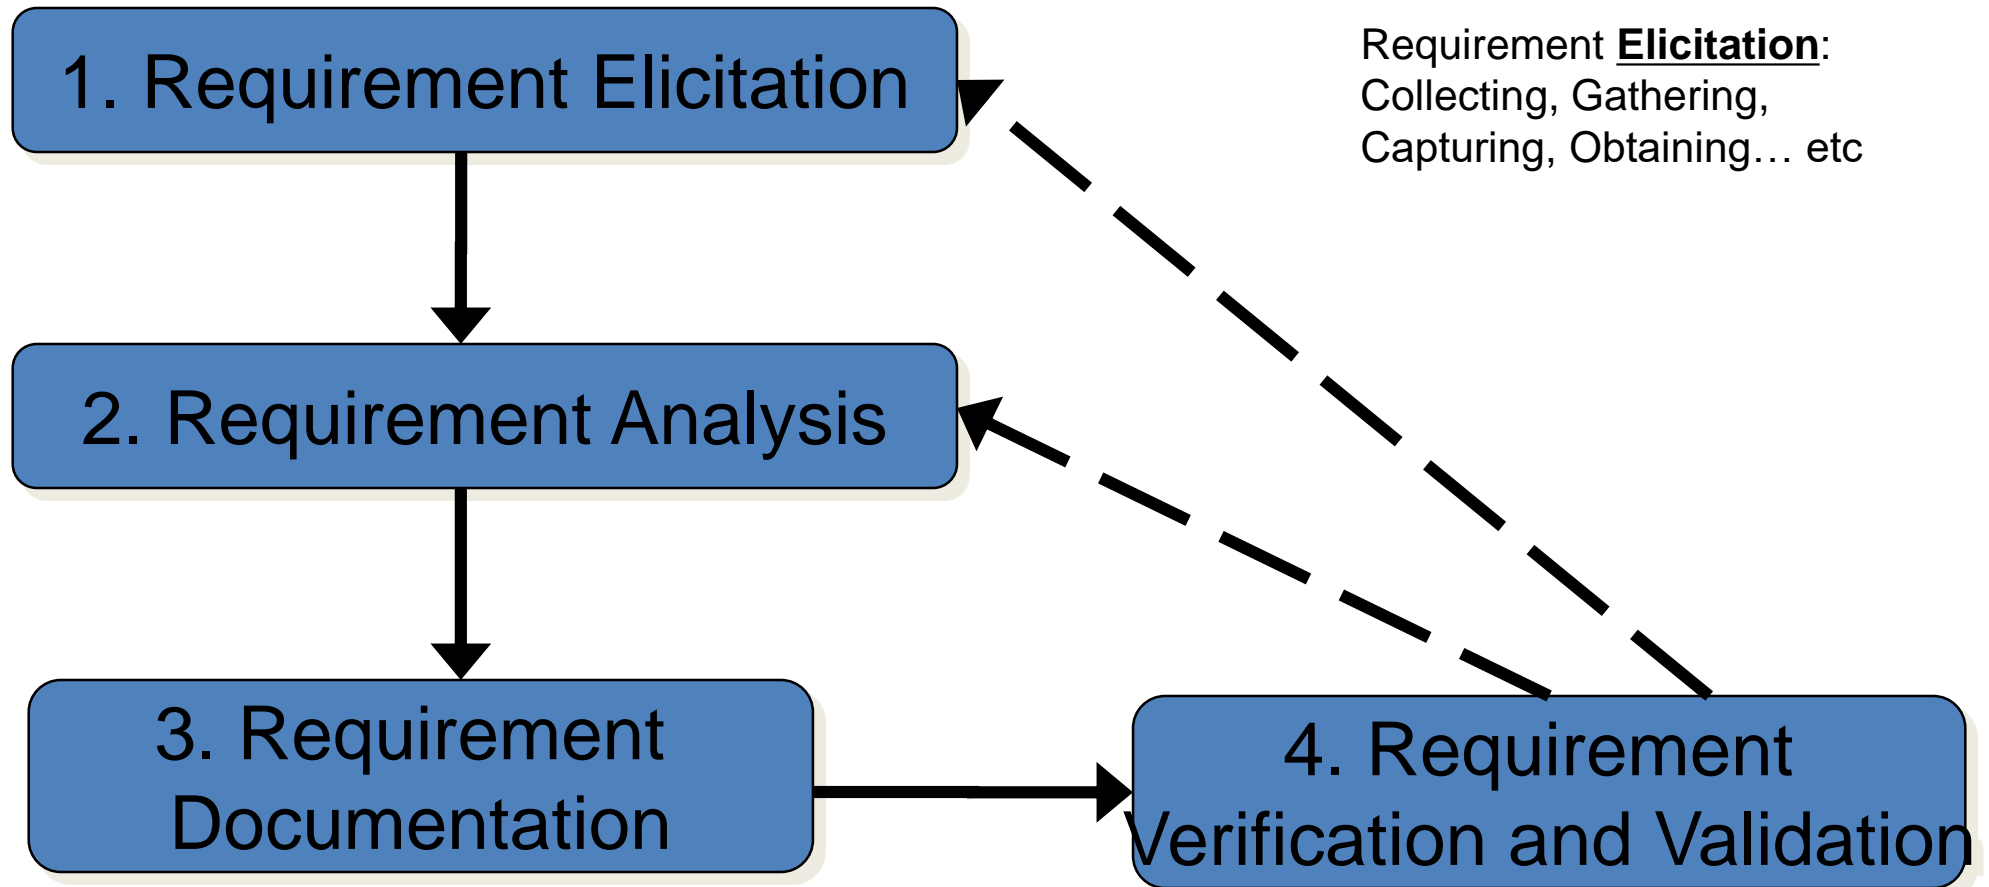 1. Requirement Elicitation
Requirement Elicitation:
Collecting, Gathering,
Capturing, Obtaining… etc
2. Requirement Analysis
3. Requirement
Documentation
4. Requirement
Verification and Validation